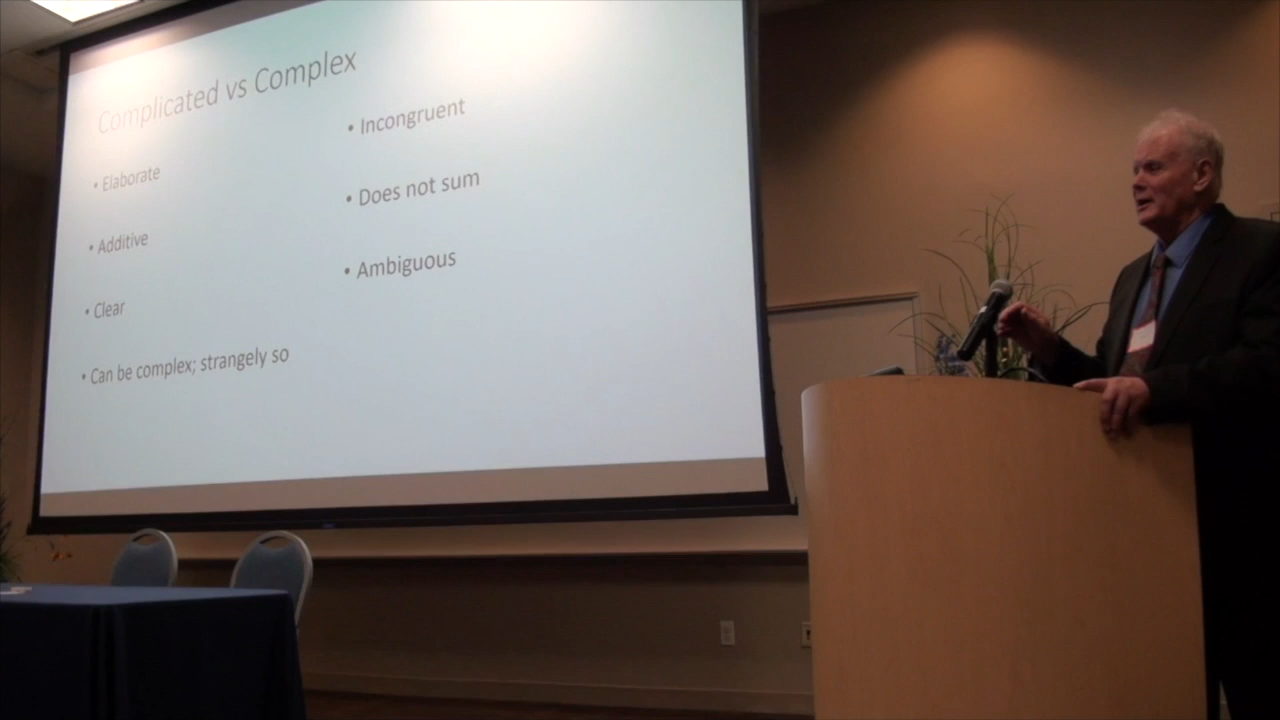 Complicated vs Complex
• Elaborate
• Additive
• Clear
• Can be complex; strangely so
• Incongruent
• Does not sum
• Ambiguous